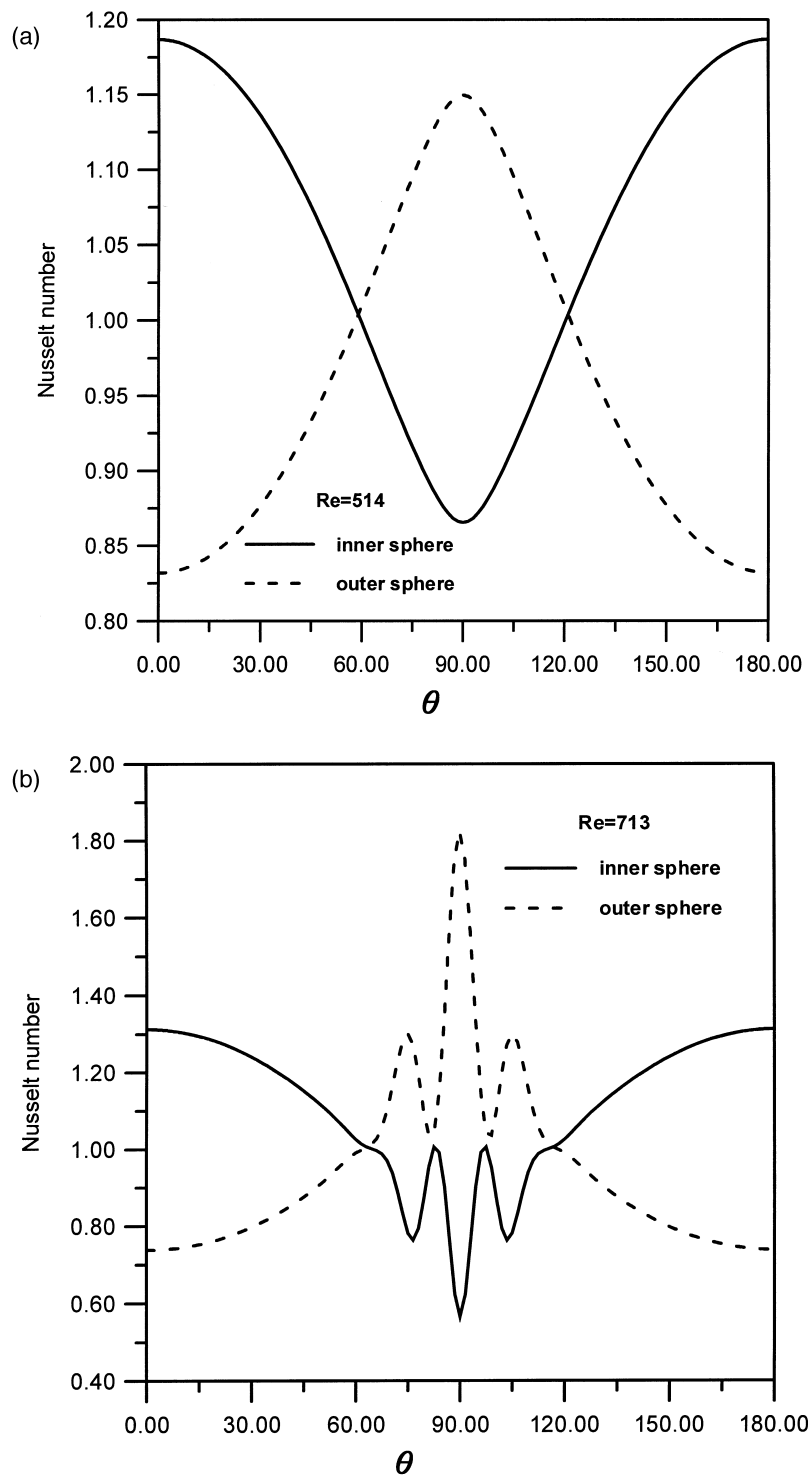 (a)
1.20
1.15
1.10
1.05
1.00
0.95
0.90
0.85
0.80
Nusselt number
Re=514
inner sphere
outer sphere
0.00 30.00 60.00 90.00 120.00 150.00 180.00
θ
(b)
2.00
1.80
1.60
1.40
1.20
1.00
0.80
0.60
0.40
Nusselt number
Re=713
inner sphere
outer sphere
0.00 30.00 60.00 90.00 120.00 150.00 180.00
θ